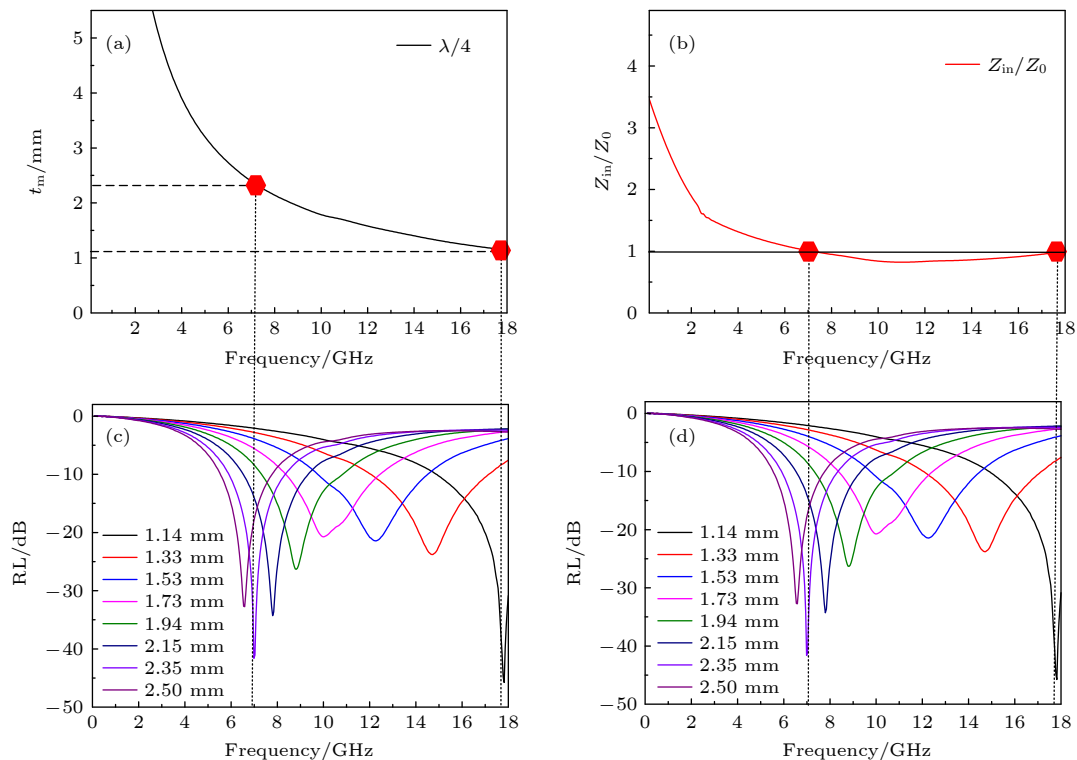 (a)
λ/4
5
4
3
2
1
0
tm/mm
2 4 6 8 10 12 14 16 18
Frequency/GHz
(b)
Zin/Z0
4
3
2
1
0
Zin/Z0
2 4 6 8 10 12 14 16 18
Frequency/GHz
(c)
0
−10
−20
−30
−40
−50
RL/dB
1.14 mm
1.33 mm
1.53 mm
1.73 mm
1.94 mm
2.15 mm
2.35 mm
2.50 mm
0 2 4 6 8 10 12 14 16 18
Frequency/GHz
(d)
0
−10
−20
−30
−40
−50
RL/dB
1.14 mm
1.33 mm
1.53 mm
1.73 mm
1.94 mm
2.15 mm
2.35 mm
2.50 mm
0 2 4 6 8 10 12 14 16 18
Frequency/GHz